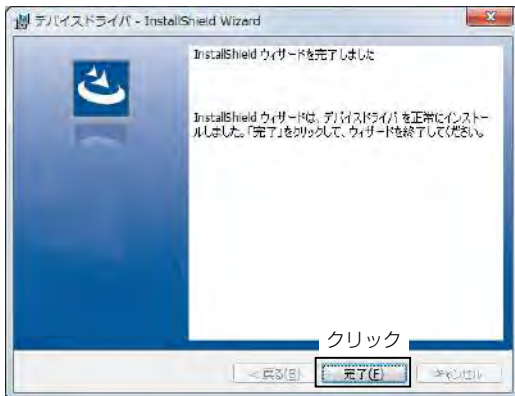 デバイスドライバ - InstallShield Wizard
InstallShield ウィザードを完了しました
InstallShield ウィザードは、デバイスドライバ を正常にインストー
ルしました。「完了」をクリックして、ウィザードを終了してください。
クリック
< 戻る(B)
完了(F)
キャンセル